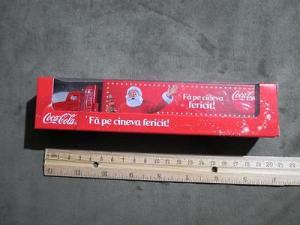 Fă pe cineva
fericit!
Coca-Cola
Coca-Cola
Fă pe cineva fericit!